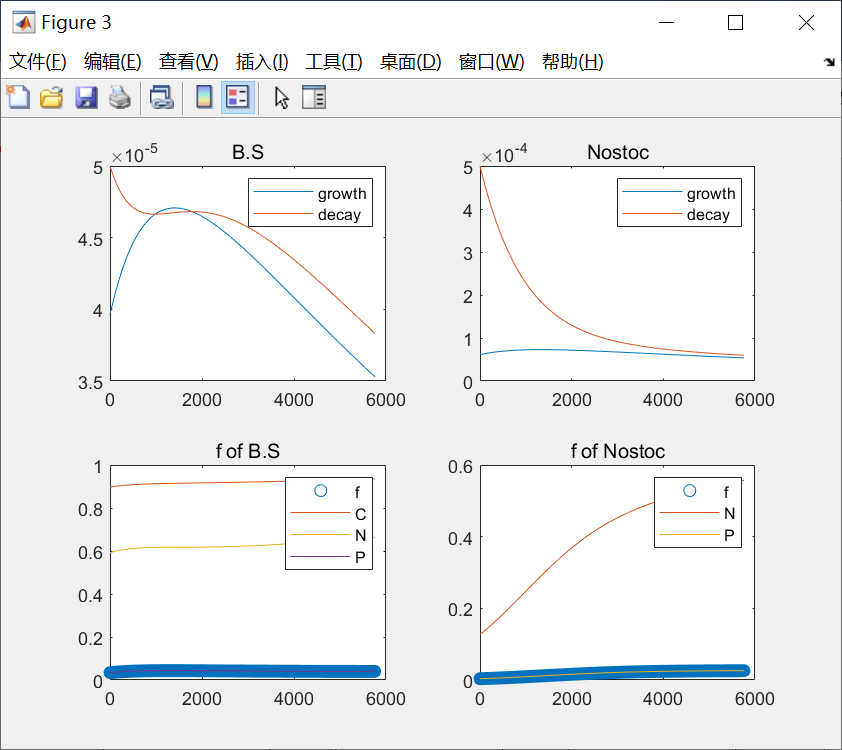 Figure 3
文件(F) 编辑(E) 查看(V) 插入(I) 工具(T) 桌面(D) 窗口(W) 帮助(H)
×10-5
B.S
5
4.5
4
3.5
0 2000 4000 6000
growth
decay
×10-4
Nostoc
5
4
3
2
1
0
0 2000 4000 6000
growth
decay
f of B.S
1
0.8
0.6
0.4
0.2
0
0 2000 4000 6000
f
C
N
P
f of Nostoc
0.6
0.4
0.2
0
0 2000 4000 6000
f
N
P